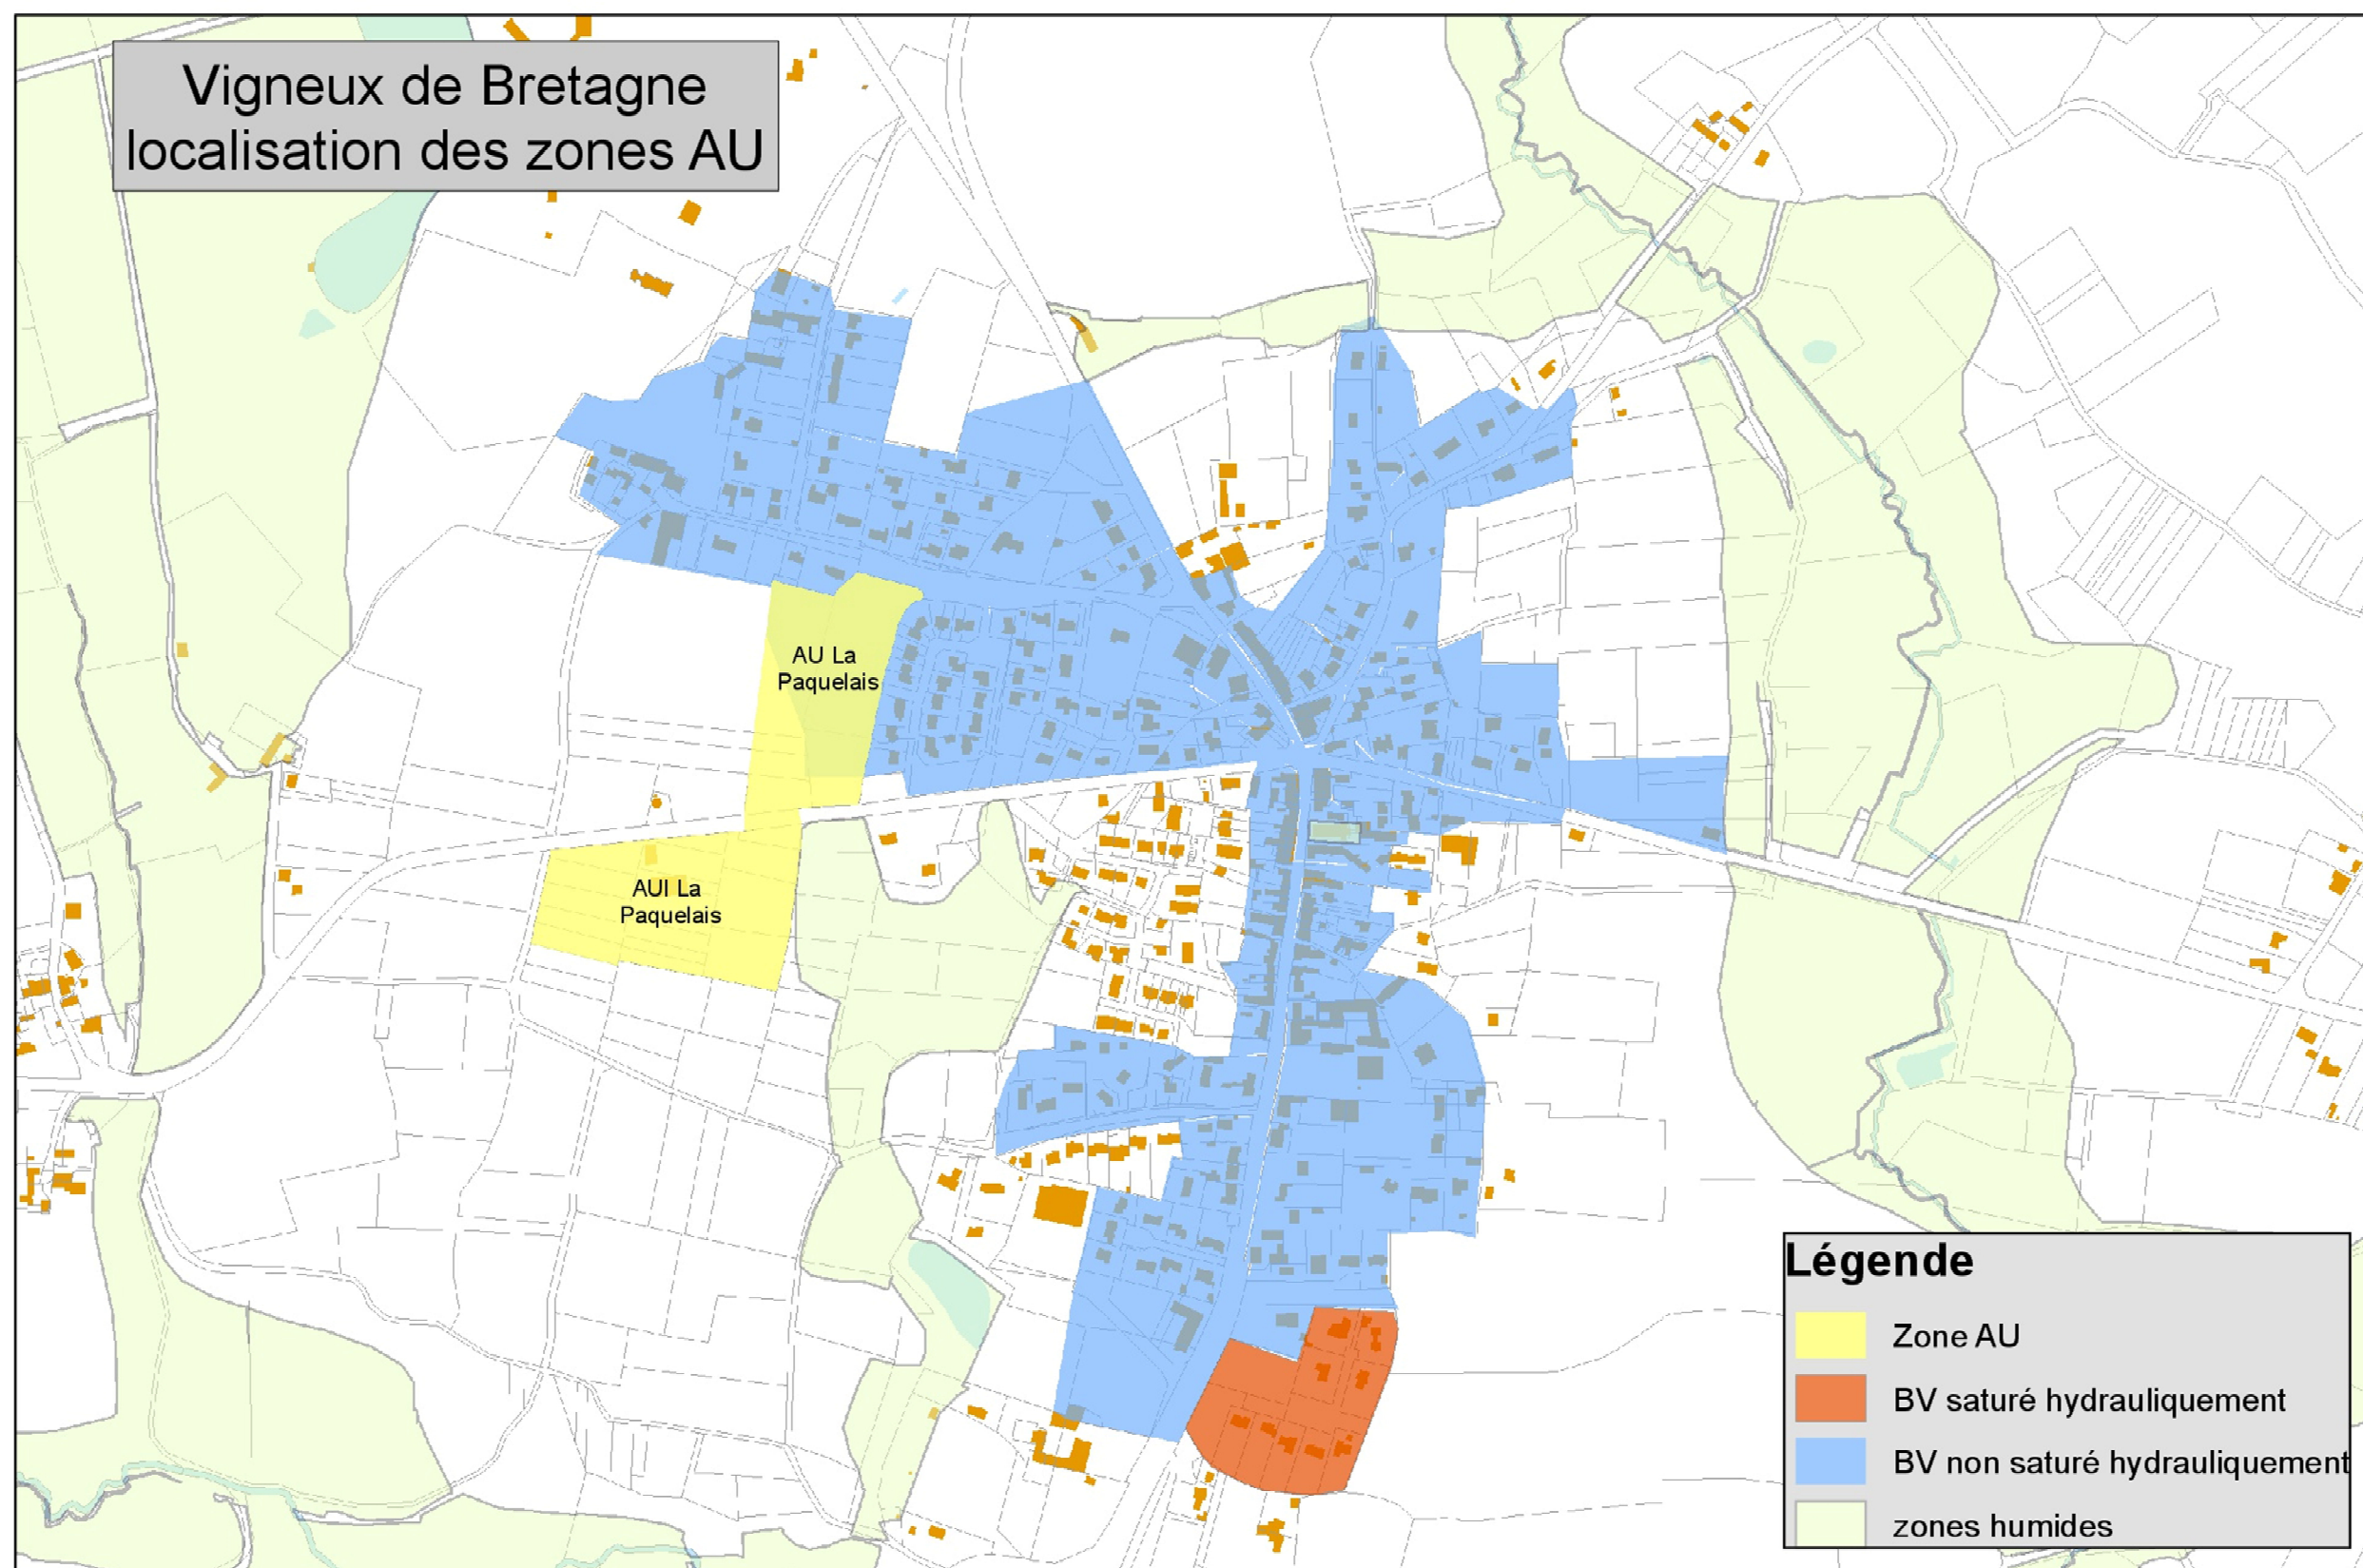 Vigneux de Bretagne
localisation des zones AU
AU La
Paquelais
AUI La
Paquelais
Légende
Zone AU
BV saturé hydrauliquement
BV non saturé hydrauliquement
zones humides